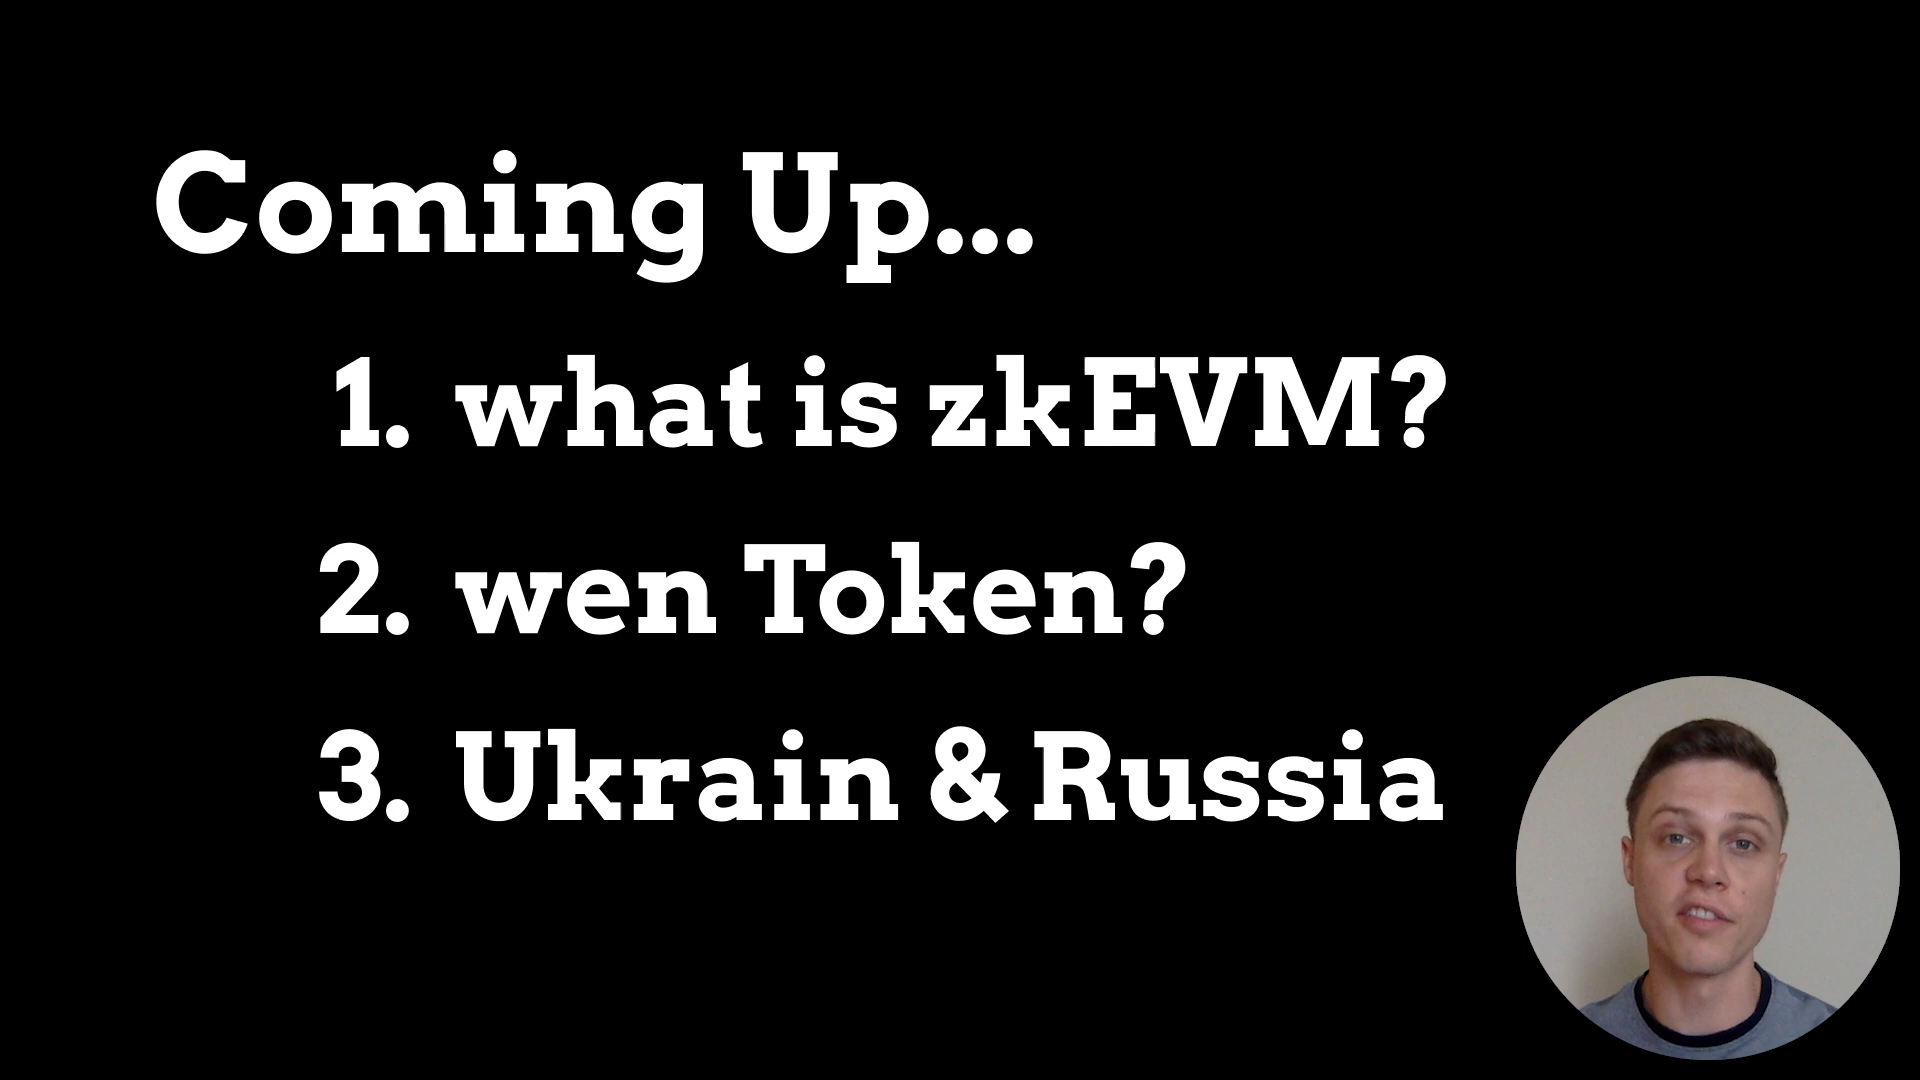 Coming Up...
1. what is zkEVM?
2. wen Token?
3. Ukrain & Russia